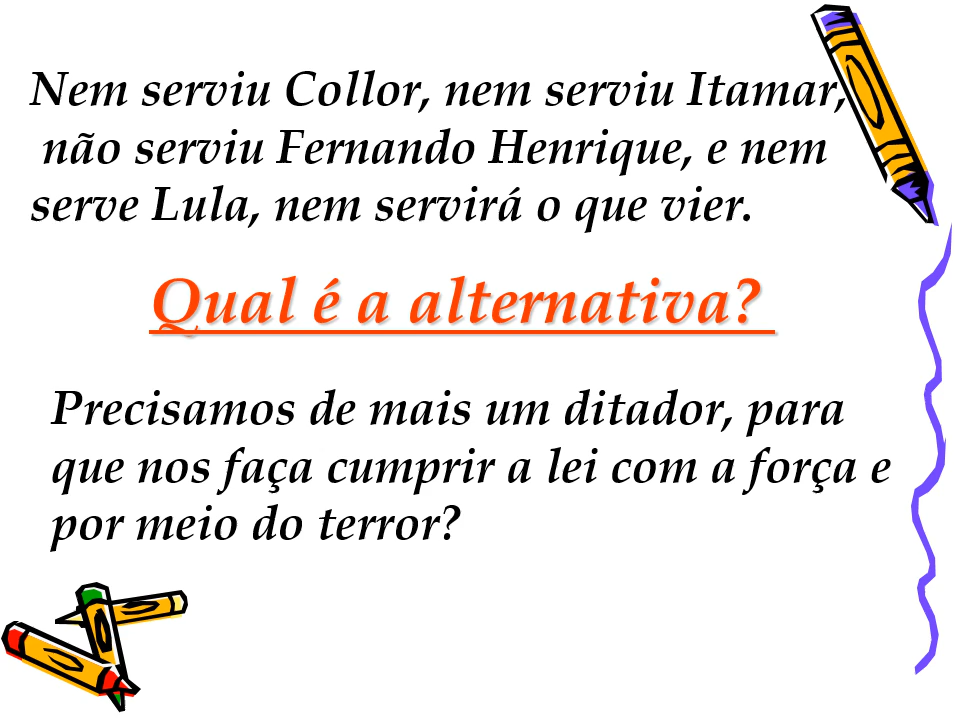 Nem serviu Collor, nem serviu Itamar,
não serviu Fernando Henrique, e nem
serve Lula, nem servirá o que vier.
Qual é a alternativa?
Precisamos de mais um ditador, para
que nos faça cumprir a lei com a força e
por meio do terror?